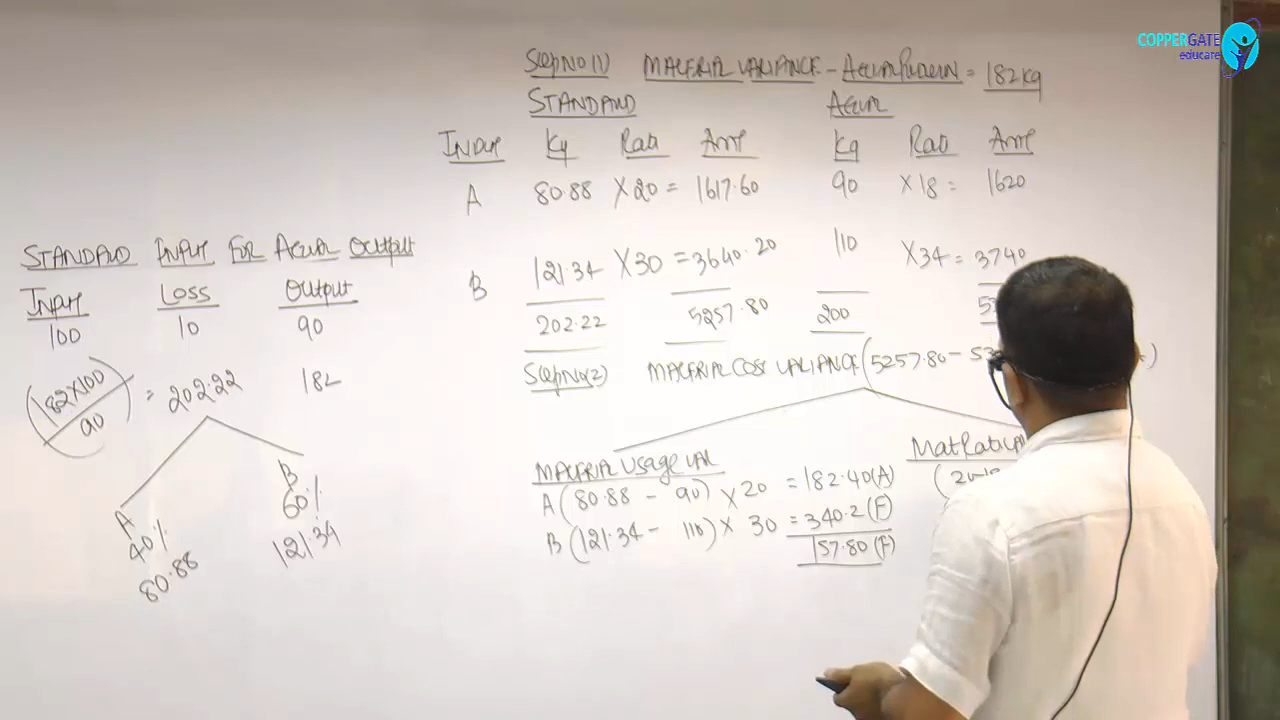 COPPERGATE
educare
Step No (1) MATERIAL VARIANCE - Actual Production = 182 kg
STANDARD Actual
INPUT Kg Rate Amt Kg Rate Amt
A 80.88 X 20 = 1617.60 90 X 18 = 1620
B 121.34 X 30 = 3640.20 110 X 34 = 3740
202.22 5257.80 200
Step No (2) MATERIAL COST VARIANCE (5257.80 -
MATERIAL USAGE VAR
A (80.88 - 90) X 20 = 182.40 (A)
B (121.34 - 110) X 30 = 340.2 (F)
157.80 (F)
Mat Rate
STANDARD INPUT FOR Actual Output
INPUT Loss Output
100 10 90
(182 X 100 / 90) = 202.22 182
A B
40% 60%
80.88 121.34